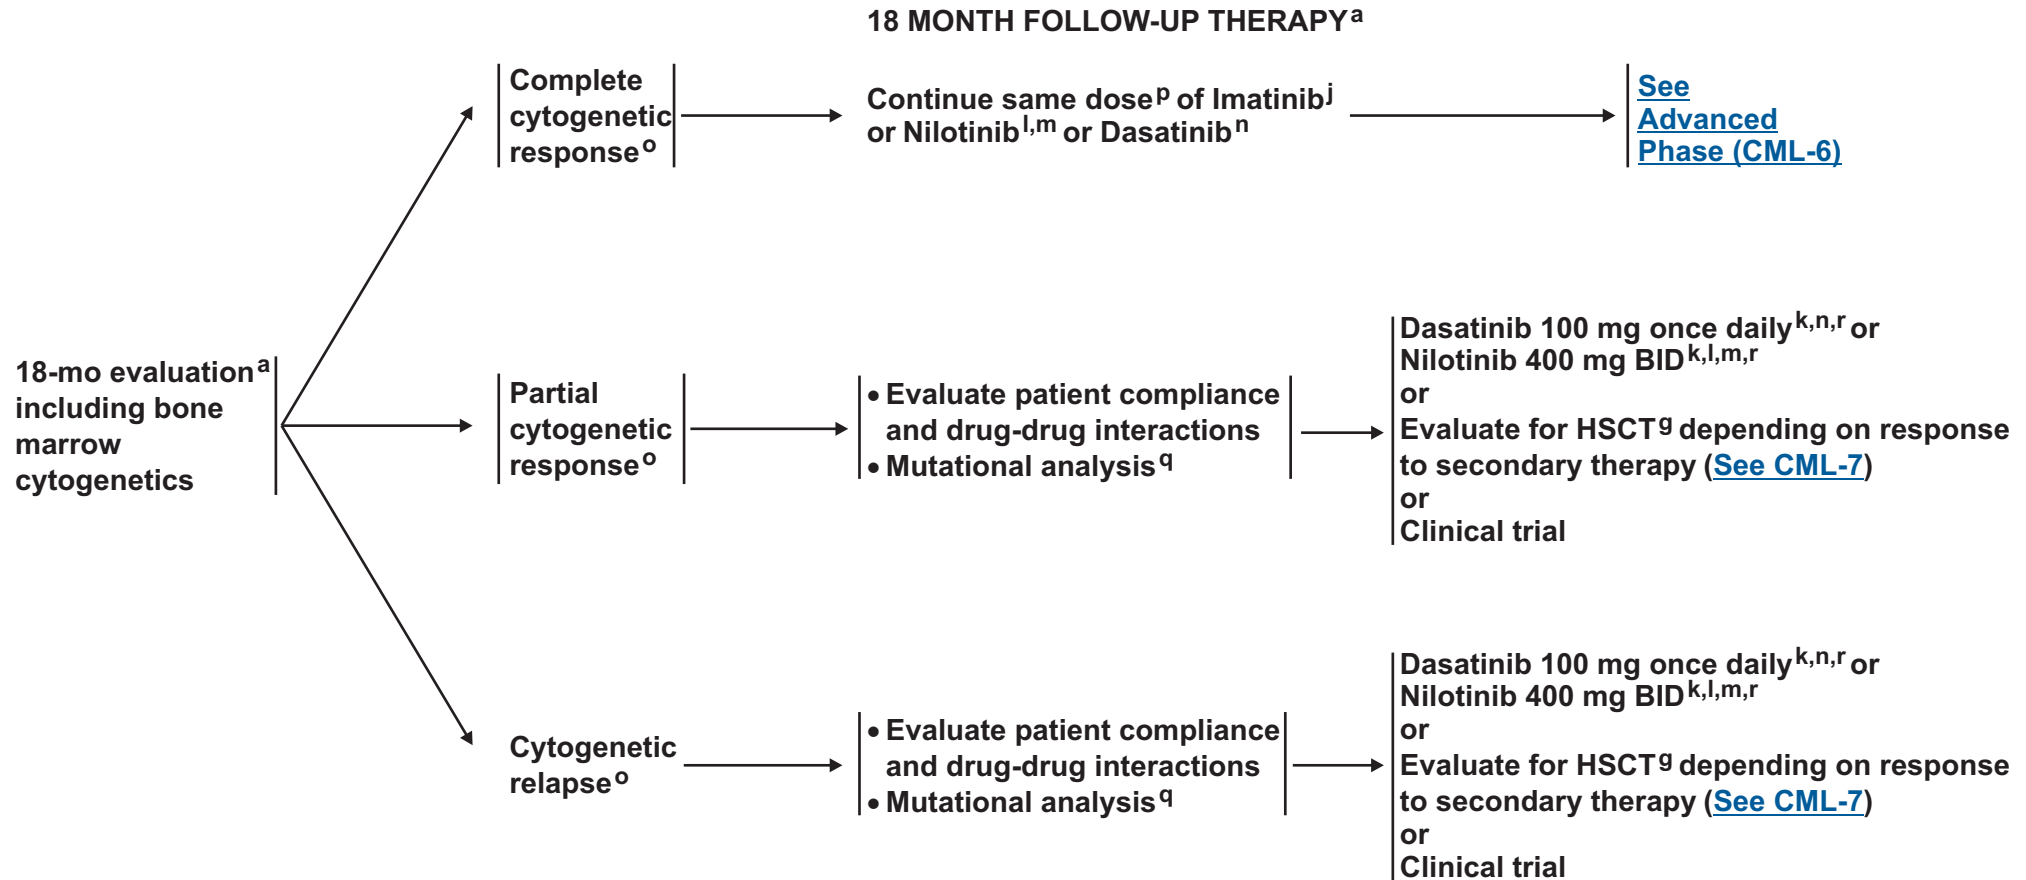 18 MONTH FOLLOW-UP THERAPYa
Complete
cytogenetic
responseo
Continue same dosep of Imatinibj
or Nilotinibl,m or Dasatinibn
See
Advanced
Phase (CML-6)
18-mo evaluationa
including bone
marrow
cytogenetics
Partial
cytogenetic
responseo
• Evaluate patient compliance
and drug-drug interactions
• Mutational analysisq
Dasatinib 100 mg once dailyk,n,r or
Nilotinib 400 mg BIDk,l,m,r
or
Evaluate for HSCTg depending on response
to secondary therapy (See CML-7)
or
Clinical trial
Cytogenetic
relapseo
• Evaluate patient compliance
and drug-drug interactions
• Mutational analysisq
Dasatinib 100 mg once dailyk,n,r or
Nilotinib 400 mg BIDk,l,m,r
or
Evaluate for HSCTg depending on response
to secondary therapy (See CML-7)
or
Clinical trial